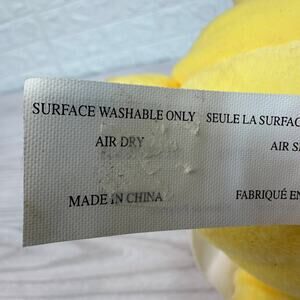 SURFACE WASHABLE ONLY SEULE LA SURFAC
AIR DRY AIR S
MADE IN CHINA FABRIQUÉ EN